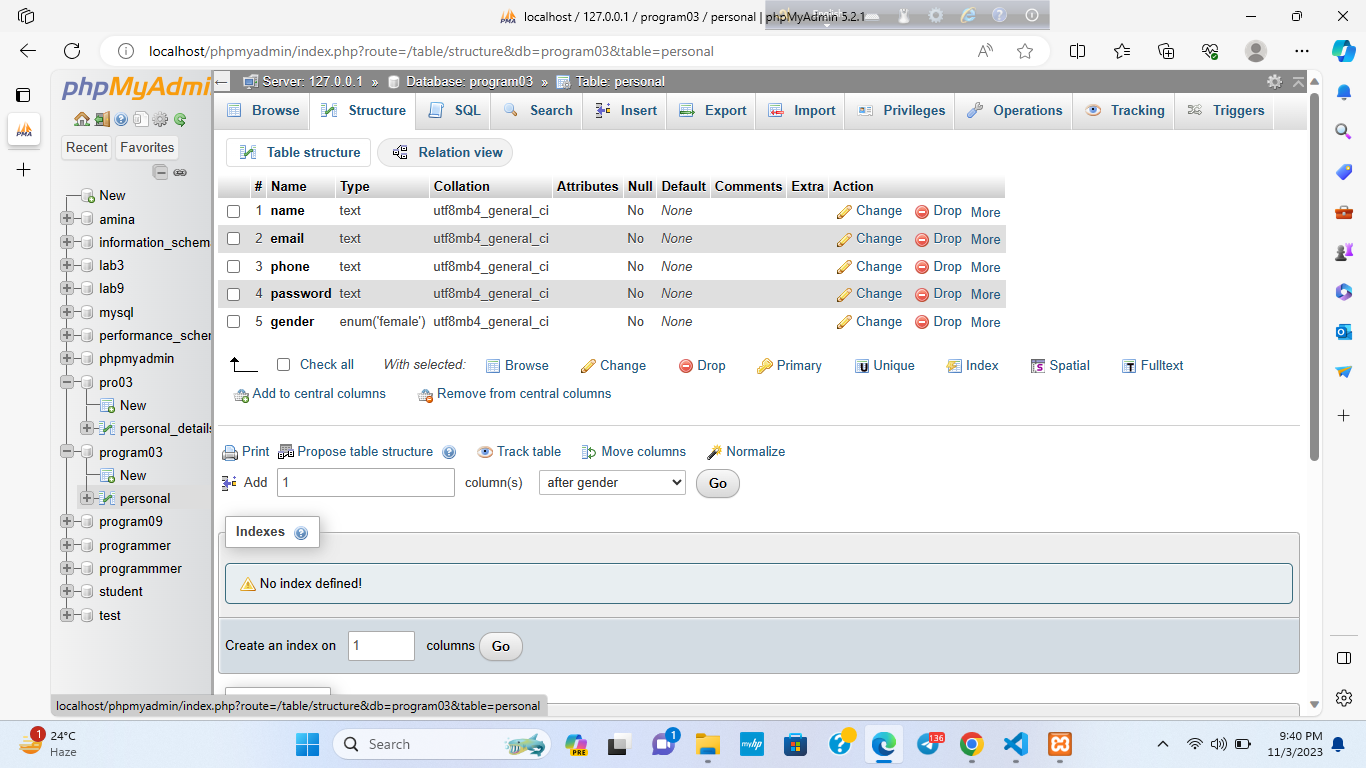 localhost / 127.0.0.1 / program03 / personal | phpMyAdmin 5.2.1
localhost/phpmyadmin/index.php?route=/table/structure&db=program03&table=personal
phpMyAdmi
Server: 127.0.0.1 » Database: program03 » Table: personal
Browse Structure SQL Search Insert Export Import Privileges Operations Tracking Triggers
Recent Favorites
Table structure Relation view
New
amina
information_schem
lab3
lab9
mysql
performance_scher
phpmyadmin
pro03
New
personal_details
program03
New
personal
program09
programmer
programmmer
student
test
# Name Type Collation Attributes Null Default Comments Extra Action
1 name text utf8mb4_general_ci No None Change Drop More
2 email text utf8mb4_general_ci No None Change Drop More
3 phone text utf8mb4_general_ci No None Change Drop More
4 password text utf8mb4_general_ci No None Change Drop More
5 gender enum('female') utf8mb4_general_ci No None Change Drop More
Check all With selected: Browse Change Drop Primary Unique Index Spatial Fulltext
Add to central columns Remove from central columns
Print Propose table structure Track table Move columns Normalize
Add 1 column(s) after gender Go
Indexes
No index defined!
Create an index on 1 columns Go
localhost/phpmyadmin/index.php?route=/table/structure&db=program03&table=personal
1
24°C
Haze
Search
PRE
1
myhp
136
9:40 PM
11/3/2023